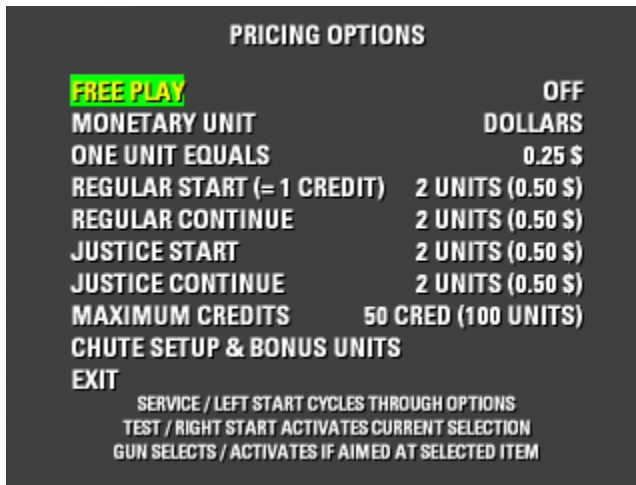 PRICING OPTIONS
FREE PLAY OFF
MONETARY UNIT DOLLARS
ONE UNIT EQUALS 0.25 $
REGULAR START (= 1 CREDIT) 2 UNITS (0.50 $)
REGULAR CONTINUE 2 UNITS (0.50 $)
JUSTICE START 2 UNITS (0.50 $)
JUSTICE CONTINUE 2 UNITS (0.50 $)
MAXIMUM CREDITS 50 CRED (100 UNITS)
CHUTE SETUP & BONUS UNITS
EXIT
SERVICE / LEFT START CYCLES THROUGH OPTIONS
TEST / RIGHT START ACTIVATES CURRENT SELECTION
GUN SELECTS / ACTIVATES IF AIMED AT SELECTED ITEM